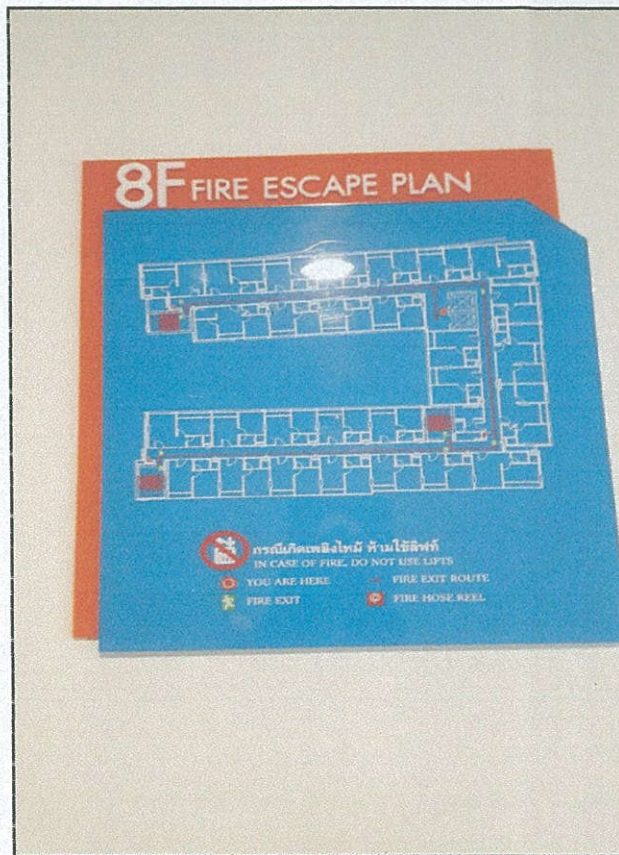 8F FIRE ESCAPE PLAN
กรณีเกิดเพลิงไหม้ ห้ามใช้ลิฟท์
IN CASE OF FIRE, DO NOT USE LIFTS
YOU ARE HERE
FIRE EXIT ROUTE
FIRE EXIT
FIRE HOSE REEL